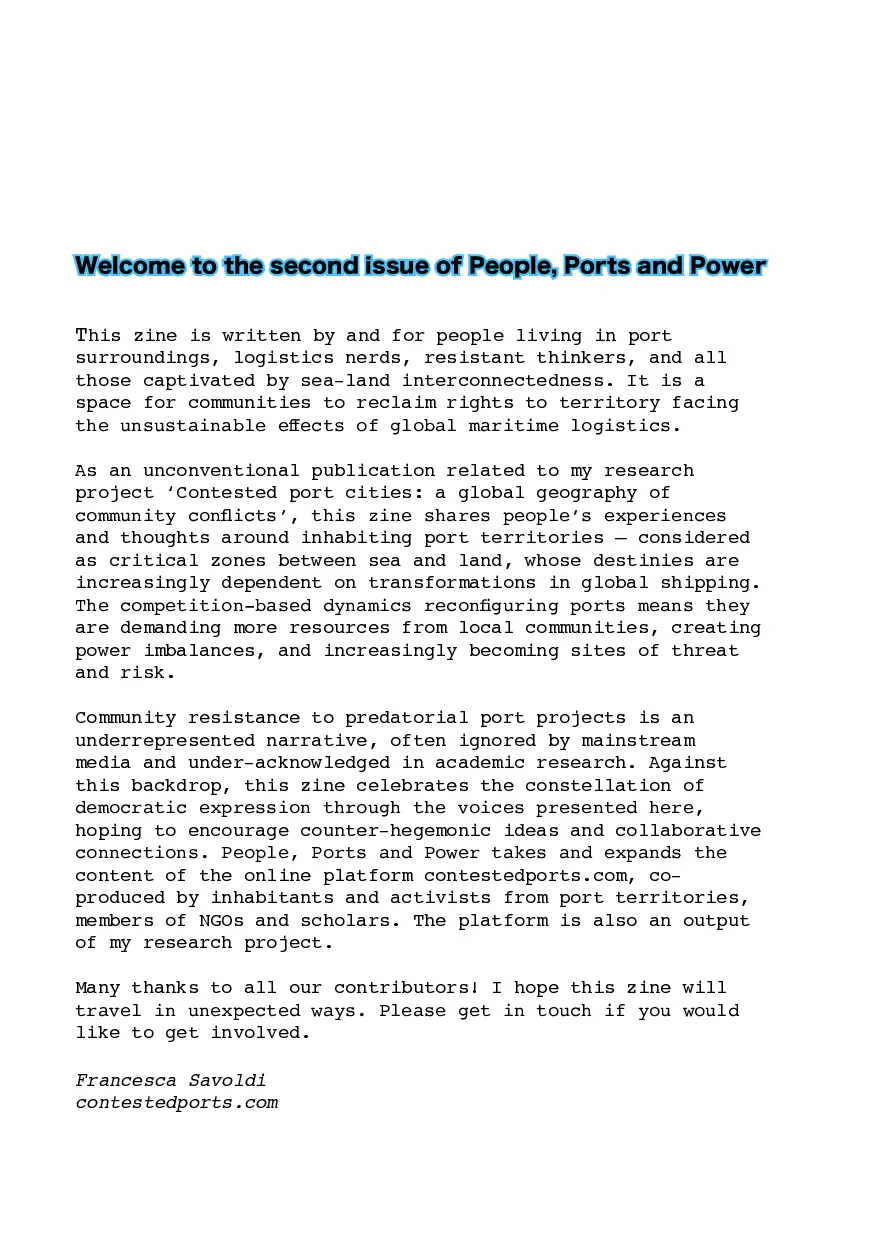 Welcome to the second issue of People, Ports and Power
This zine is written by and for people living in port
surroundings, logistics nerds, resistant thinkers, and all
those captivated by sea-land interconnectedness. It is a
space for communities to reclaim rights to territory facing
the unsustainable effects of global maritime logistics.
As an unconventional publication related to my research
project ‘Contested port cities: a global geography of
community conflicts’, this zine shares people’s experiences
and thoughts around inhabiting port territories – considered
as critical zones between sea and land, whose destinies are
increasingly dependent on transformations in global shipping.
The competition-based dynamics reconfiguring ports means they
are demanding more resources from local communities, creating
power imbalances, and increasingly becoming sites of threat
and risk.
Community resistance to predatorial port projects is an
underrepresented narrative, often ignored by mainstream
media and under-acknowledged in academic research. Against
this backdrop, this zine celebrates the constellation of
democratic expression through the voices presented here,
hoping to encourage counter-hegemonic ideas and collaborative
connections. People, Ports and Power takes and expands the
content of the online platform contestedports.com, co-
produced by inhabitants and activists from port territories,
members of NGOs and scholars. The platform is also an output
of my research project.
Many thanks to all our contributors! I hope this zine will
travel in unexpected ways. Please get in touch if you would
like to get involved.
Francesca Savoldi
contestedports.com